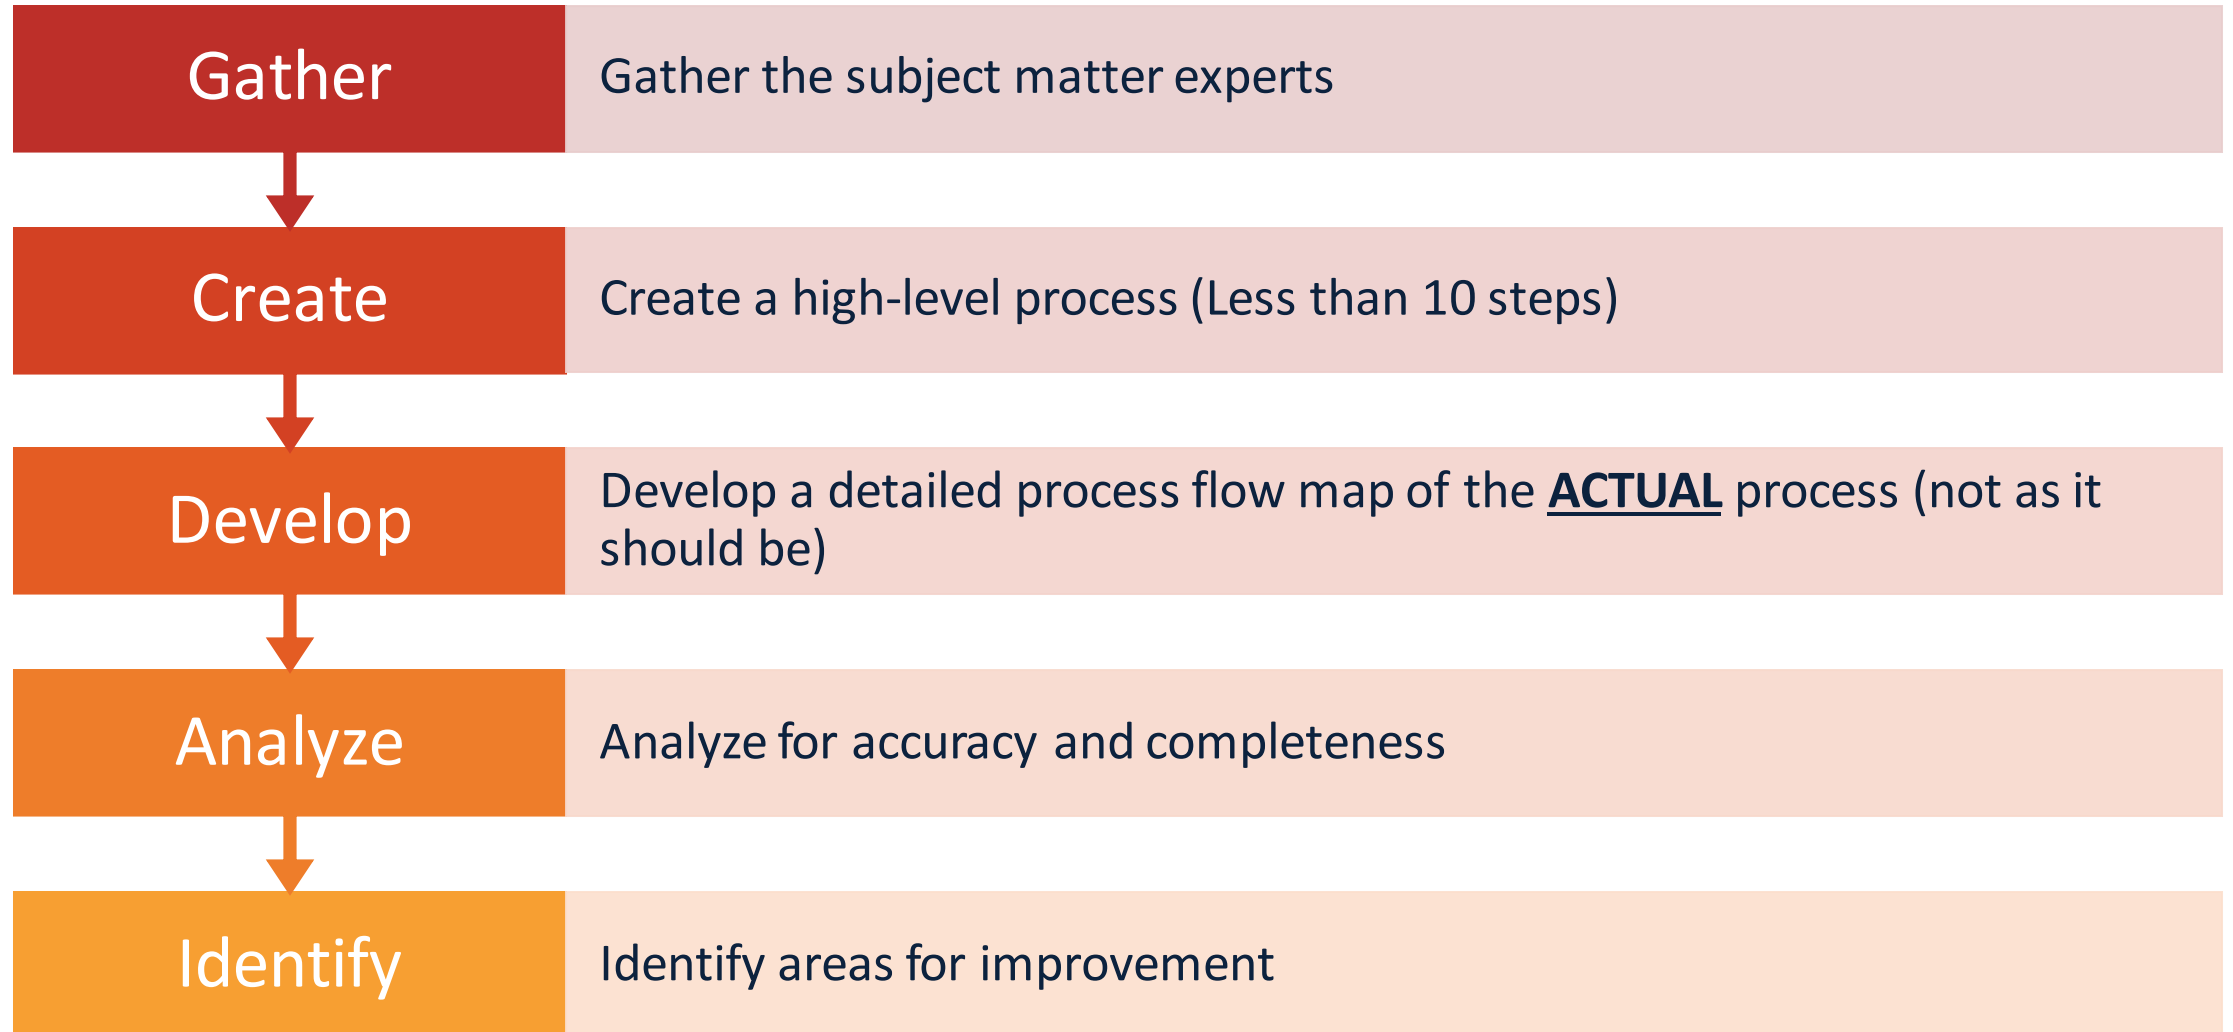 Gather
Gather the subject matter experts
Create
Create a high-level process (Less than 10 steps)
Develop
Develop a detailed process flow map of the ACTUAL process (not as it
should be)
Analyze
Analyze for accuracy and completeness
Identify
Identify areas for improvement